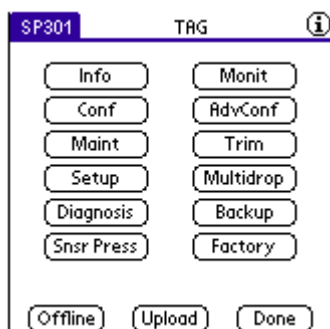 SP301 TAG i
Info Monit
Conf AdvConf
Maint Trim
Setup Multidrop
Diagnosis Backup
Snsr Press Factory
Offline Upload Done